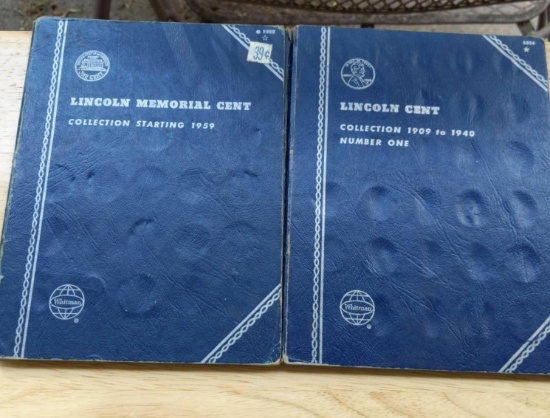 39¢
LINCOLN MEMORIAL CENT
COLLECTION STARTING 1959
Whitman
®
LINCOLN CENT
COLLECTION 1909 to 1940
NUMBER ONE
Whitman
®